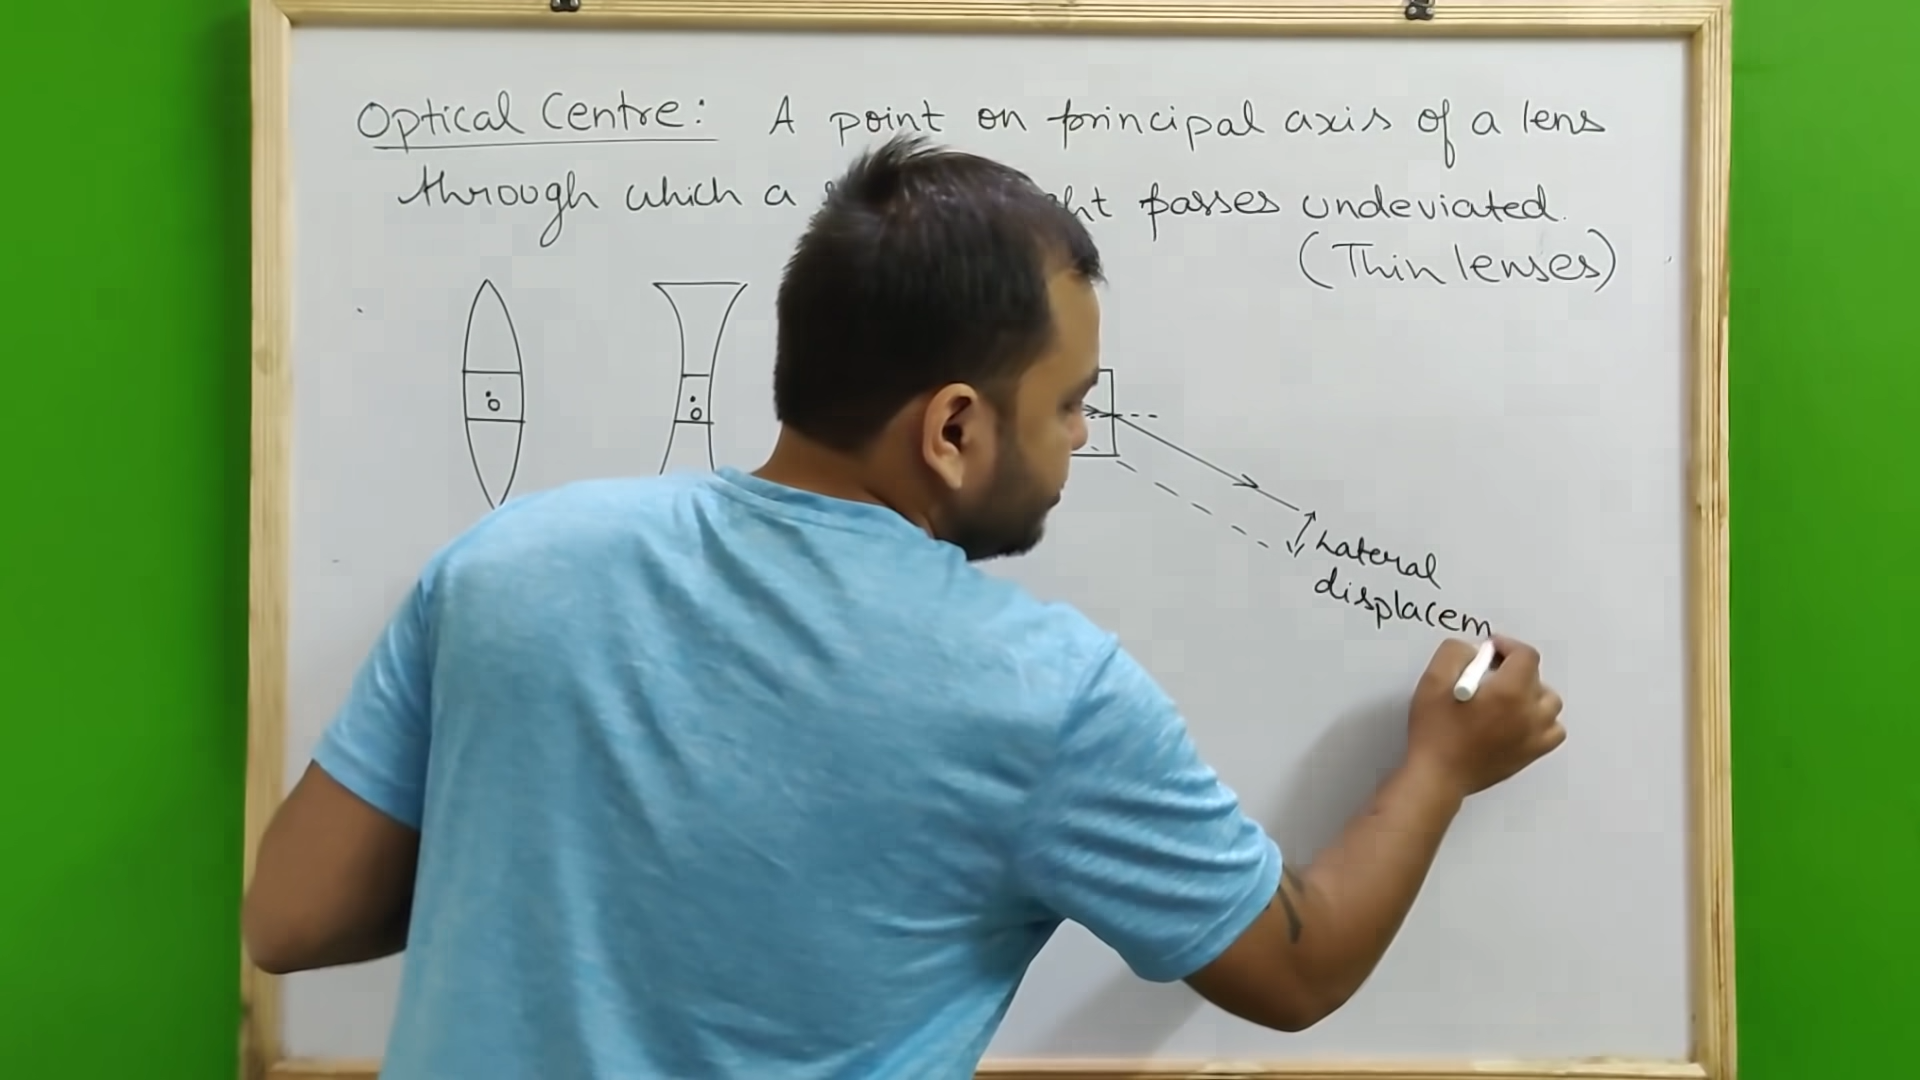 Optical Centre: A point on principal axis of a lens
through which a ht passes undeviated.
(Thin lenses)
o
o
Lateral
displacem